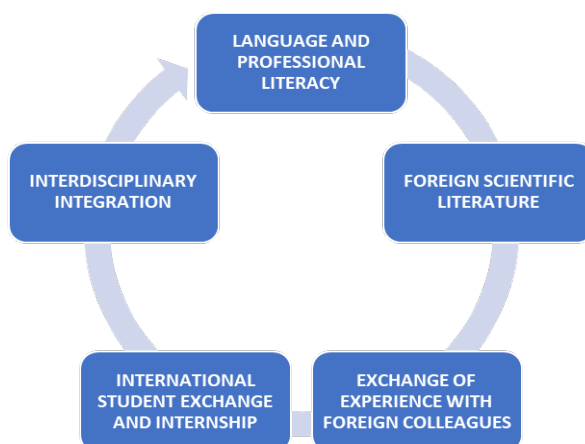 LANGUAGE AND
PROFESSIONAL
LITERACY
FOREIGN SCIENTIFIC
LITERATURE
EXCHANGE OF
EXPERIENCE WITH
FOREIGN COLLEAGUES
INTERNATIONAL
STUDENT EXCHANGE
AND INTERNSHIP
INTERDISCIPLINARY
INTEGRATION